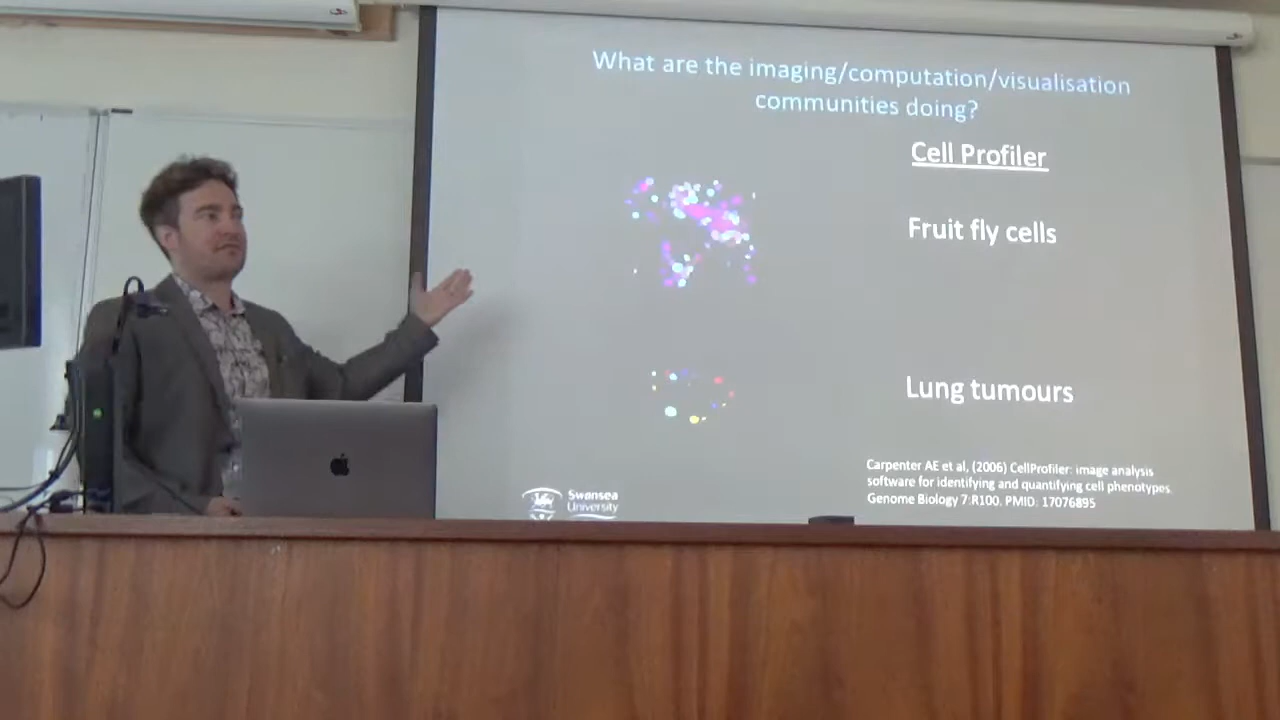 What are the imaging/computation/visualisation
communities doing?
Cell Profiler
Fruit fly cells
Lung tumours
Carpenter AE et al, (2006) CellProfiler: image analysis
software for identifying and quantifying cell phenotypes.
Genome Biology 7:R100. PMID: 17076895
Swansea
University